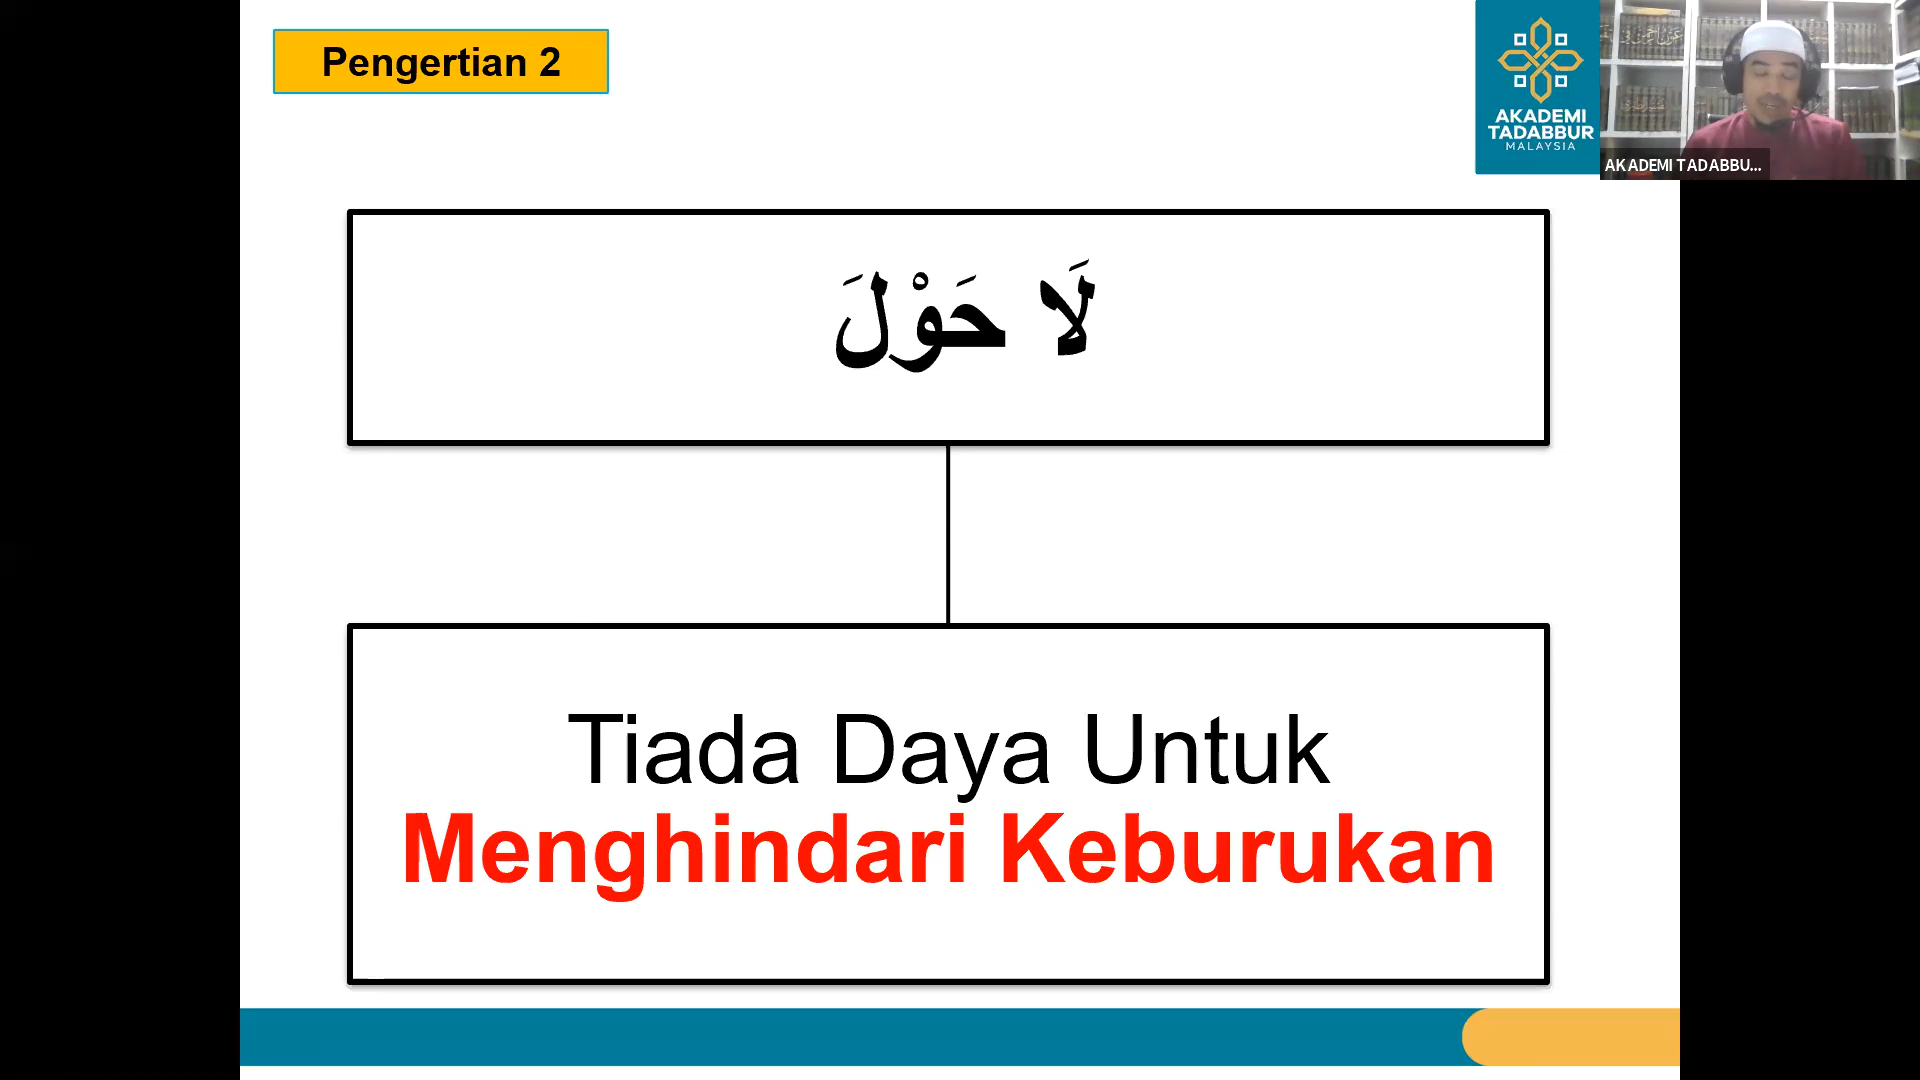 Pengertian 2
AKADEMI
TADABBUR
MALAYSIA
AKADEMI TADABBU...
لَا حَوْلَ
Tiada Daya Untuk
Menghindari Keburukan